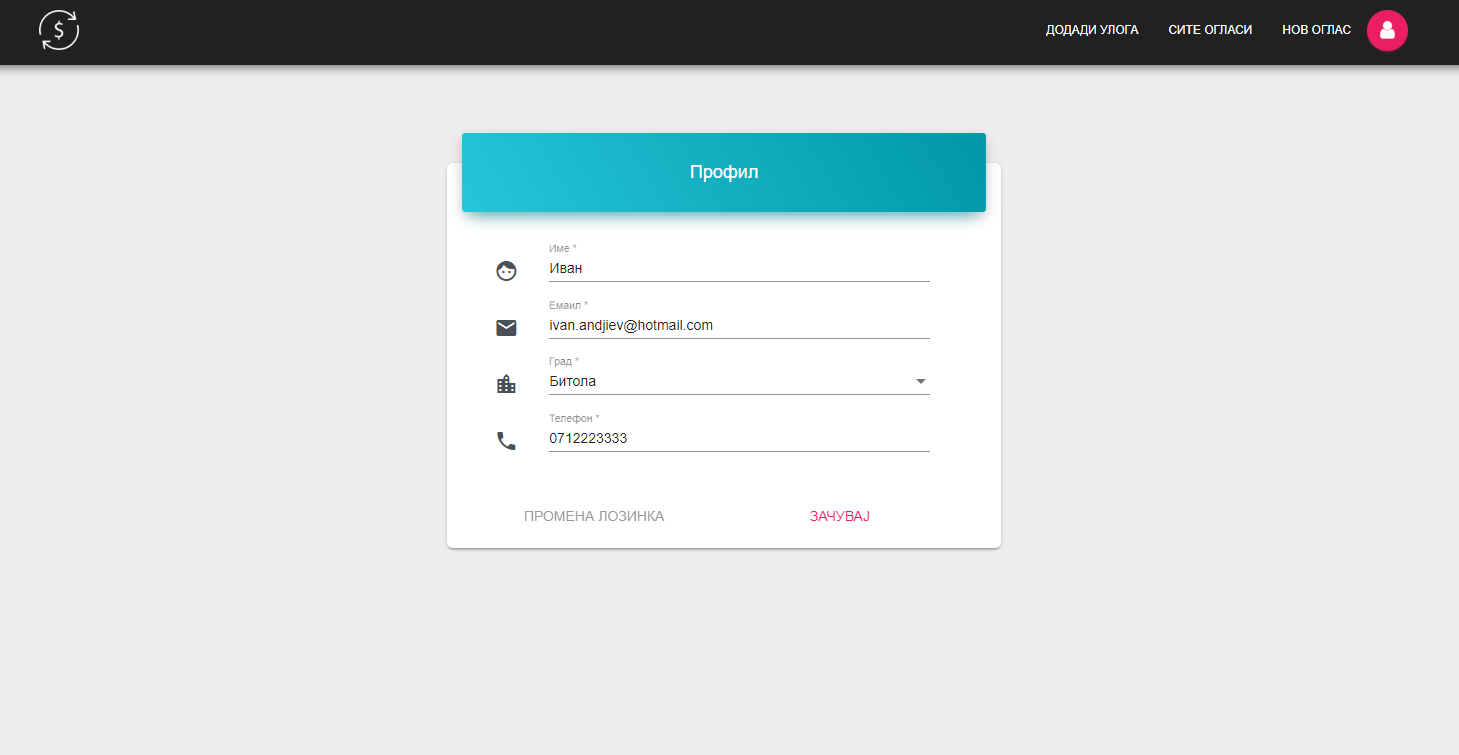 $
ДОДАДИ УЛОГА СИТЕ ОГЛАСИ НОВ ОГЛАС
Профил
Име *
Иван
Емаил *
ivan.andjiev@hotmail.com
Град *
Битола
Телефон *
0712223333
ПРОМЕНА ЛОЗИНКА ЗАЧУВАЈ